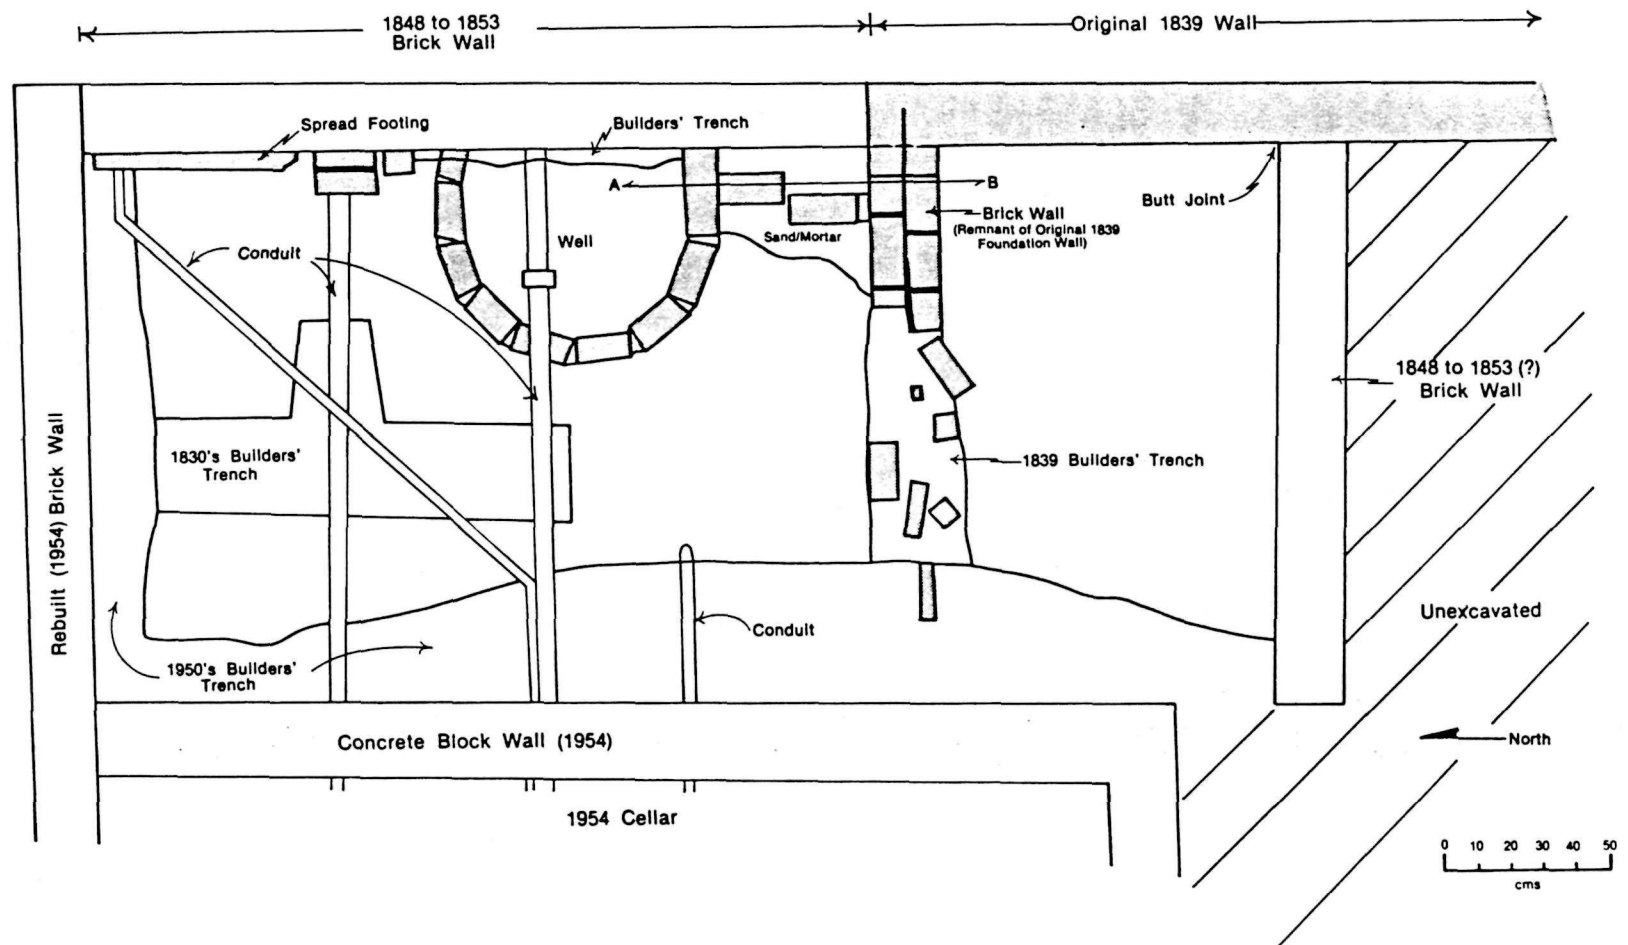 1848 to 1853
Brick Wall
Original 1839 Wall
Spread Footing
Builders' Trench
A
B
Butt Joint
Brick Wall
(Remnant of Original 1839
Foundation Wall)
Sand/Mortar
Well
Conduit
1848 to 1853 (?)
Brick Wall
1830's Builders'
Trench
1839 Builders' Trench
Rebuilt (1954) Brick Wall
Unexcavated
Conduit
1950's Builders'
Trench
Concrete Block Wall (1954)
North
1954 Cellar
0 10 20 30 40 50
cms